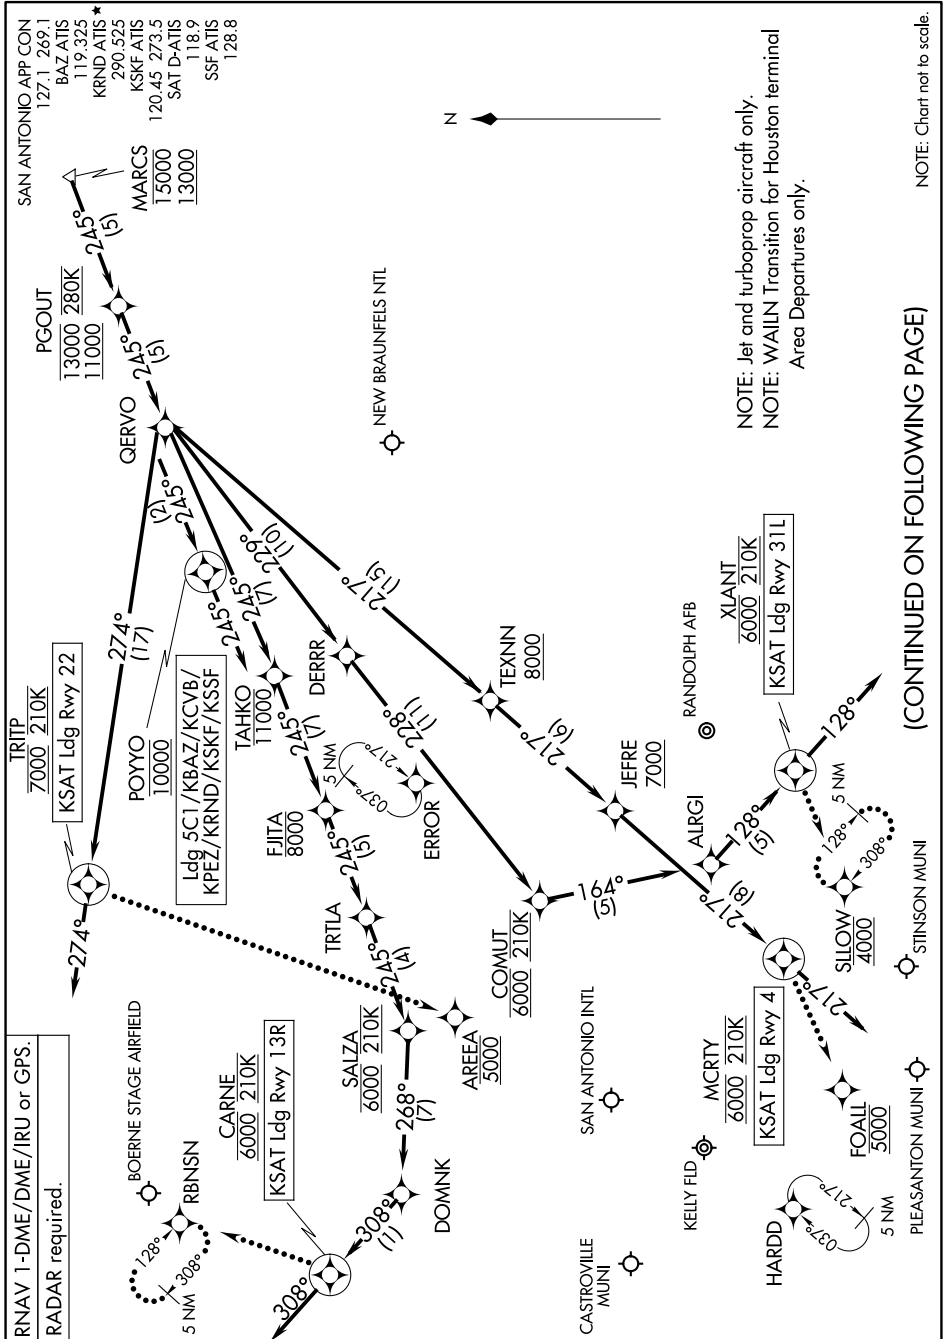 RNAV 1-DME/DME/IRU or GPS.
RADAR required.
SAN ANTONIO APP CON
127.1 269.1
BAZ ATIS
119.325
KRND ATIS★
290.525
KSKF ATIS
120.45 273.5
SAT D-ATIS
118.9
SSF ATIS
128.8
MARCS
15000
13000
245°
(5)
PGOUT
13000 280K
11000
245°
(5)
QERVO
274°
(17)
TRITP
7000 210K
KSAT Ldg Rwy 22
274°
(2)
245°
POYYO
10000
Ldg 5C1/KBAZ/KCVB/
KPEZ/KRND/KSKF/KSSF
245°
245°
(7)
TAHKO
11000
245°
(7)
FJITA
8000
245°
(5)
TRTLA
245°
(4)
SALZA
6000 210K
268°
(7)
DOMNK
308°
(1)
CARNE
6000 210K
KSAT Ldg Rwy 13R
308°
RBNSN
128°
308°
5 NM
BOERNE STAGE AIRFIELD
AREEA
5000
229°
(10)
DERRR
228°
(11)
COMUT
6000 210K
164°
(5)
ALRGI
128°
(5)
XLANT
6000 210K
KSAT Ldg Rwy 31L
128°
SLLOW
4000
128°
308°
5 NM
ERROR
5 NM
217°
037°
217°
(15)
TEXNN
8000
217°
(6)
JEFRE
7000
217°
(8)
MCRTY
6000 210K
KSAT Ldg Rwy 4
217°
FOALL
5000
HARDD
217°
037°
5 NM
NEW BRAUNFELS NTL
RANDOLPH AFB
SAN ANTONIO INTL
STINSON MUNI
KELLY FLD
CASTROVILLE
MUNI
PLEASANTON MUNI
N
NOTE: Jet and turboprop aircraft only.
NOTE: WAILN Transition for Houston terminal
Area Departures only.
(CONTINUED ON FOLLOWING PAGE)
NOTE: Chart not to scale.